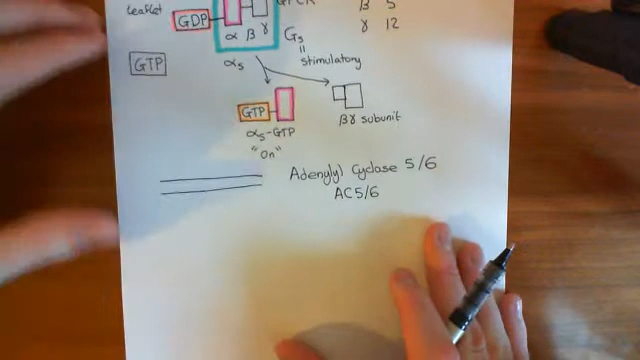 leaflet
GDP
GPCR
β 5
γ 12
α β γ
Gs
=
stimulatory
GTP
αs
GTP
αs-GTP
"On"
βγ subunit
Adenylyl Cyclase 5/6
AC5/6